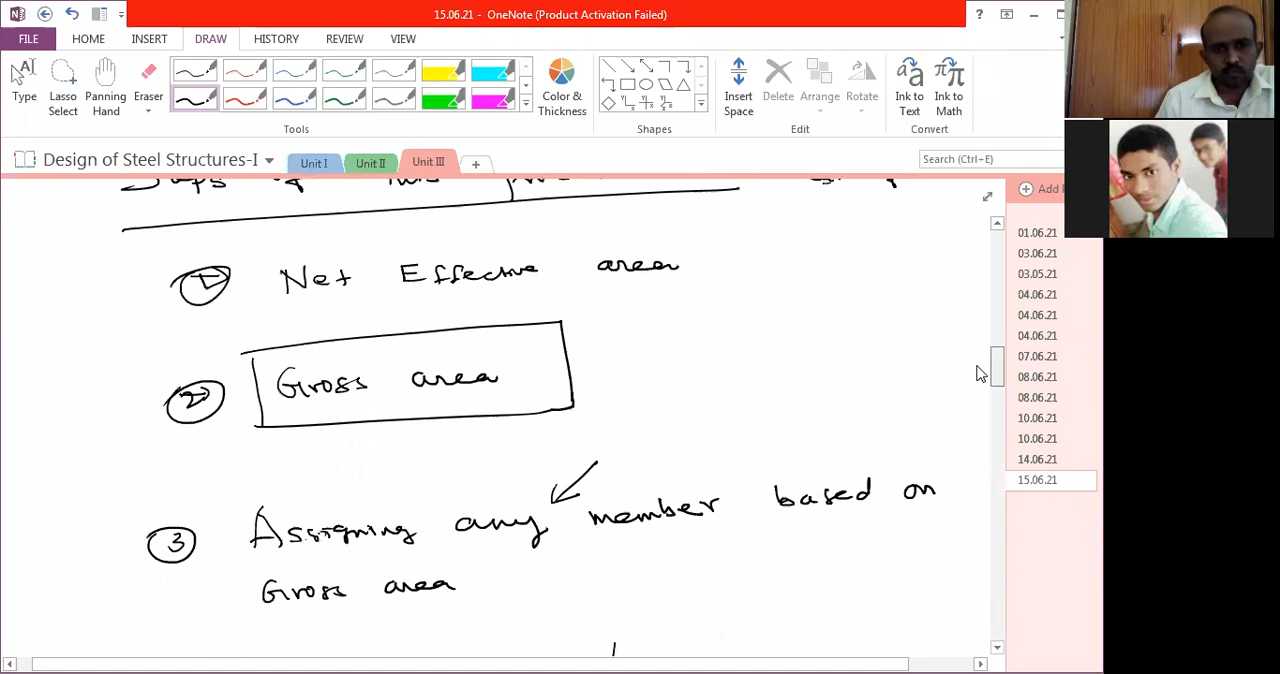 15.06.21 - OneNote (Product Activation Failed)
FILE HOME INSERT DRAW HISTORY REVIEW VIEW
Type
Lasso Select
Panning Hand
Eraser
Color & Thickness
Insert Space
Delete
Arrange
Rotate
Ink to Text
Ink to Math
Tools
Shapes
Edit
Convert
Design of Steel Structures-I
Unit I
Unit II
Unit III
Search (Ctrl+E)
Add
01.06.21
03.06.21
03.05.21
04.06.21
04.06.21
04.06.21
07.06.21
08.06.21
08.06.21
10.06.21
10.06.21
14.06.21
15.06.21
Net Effective area
2 Gross area
3 Assigning any member based on
Gross area